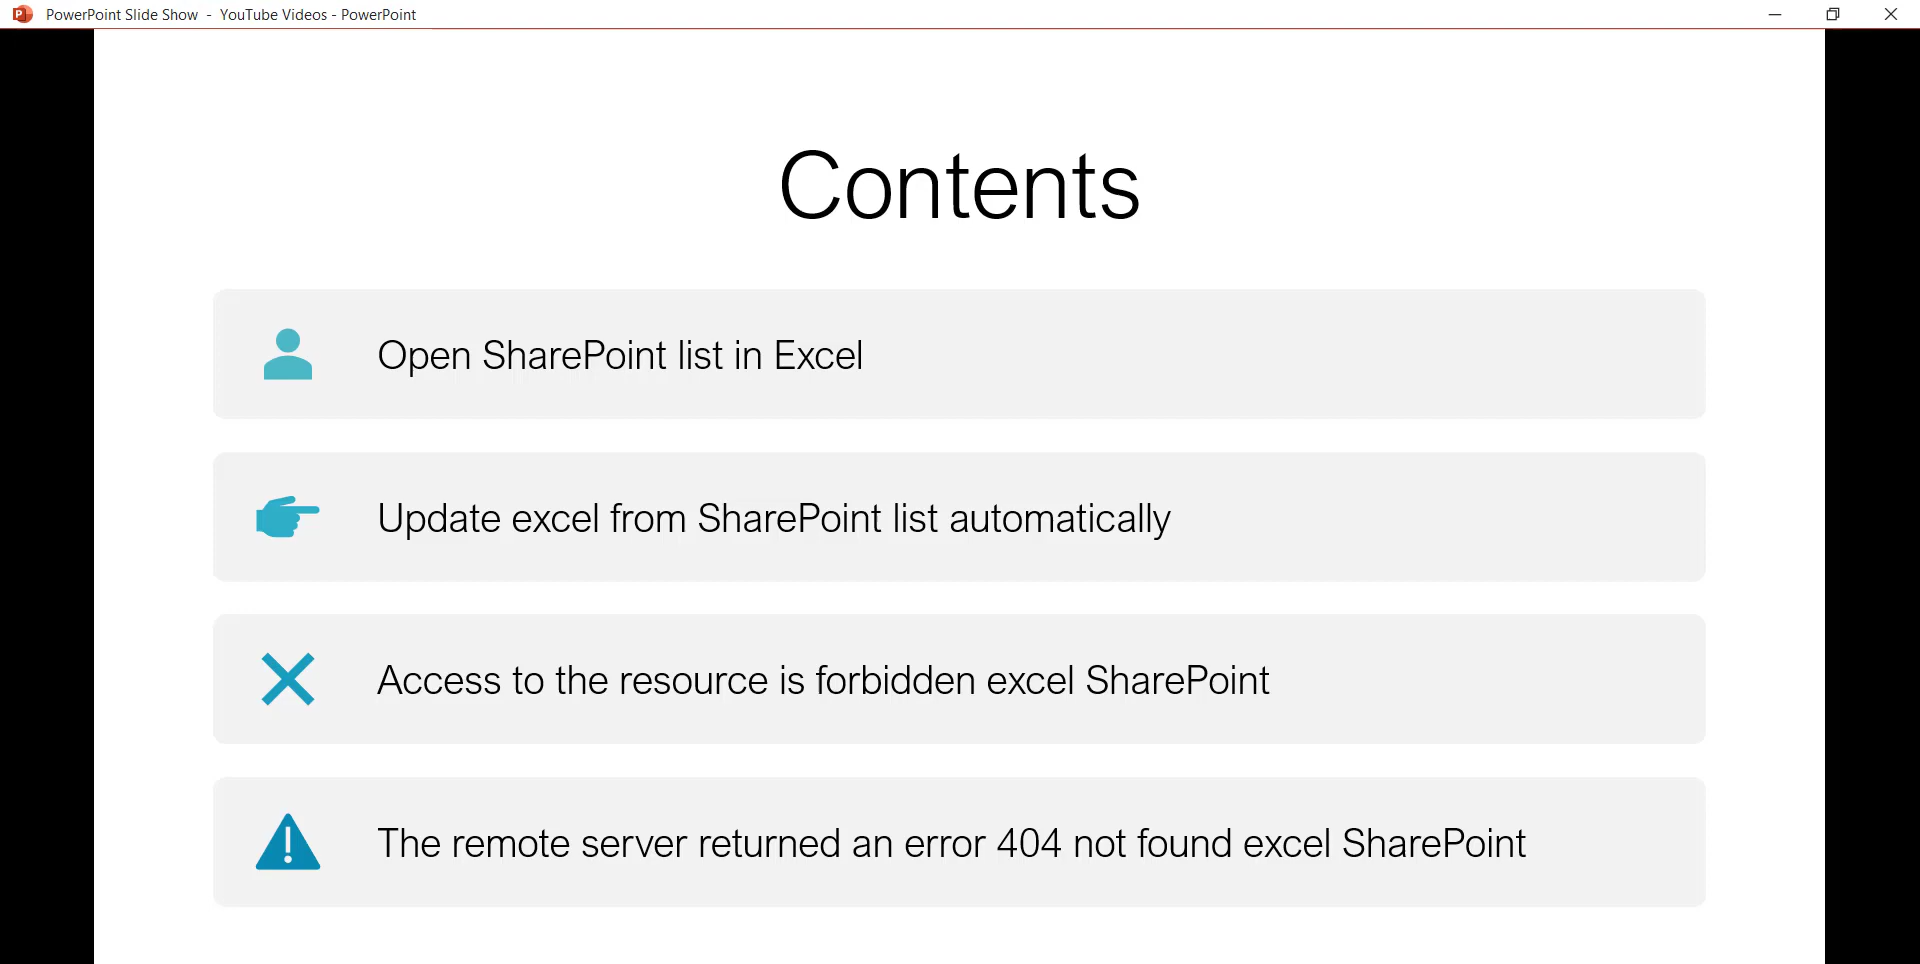 PowerPoint Slide Show - YouTube Videos - PowerPoint
Contents
Open SharePoint list in Excel
Update excel from SharePoint list automatically
Access to the resource is forbidden excel SharePoint
The remote server returned an error 404 not found excel SharePoint